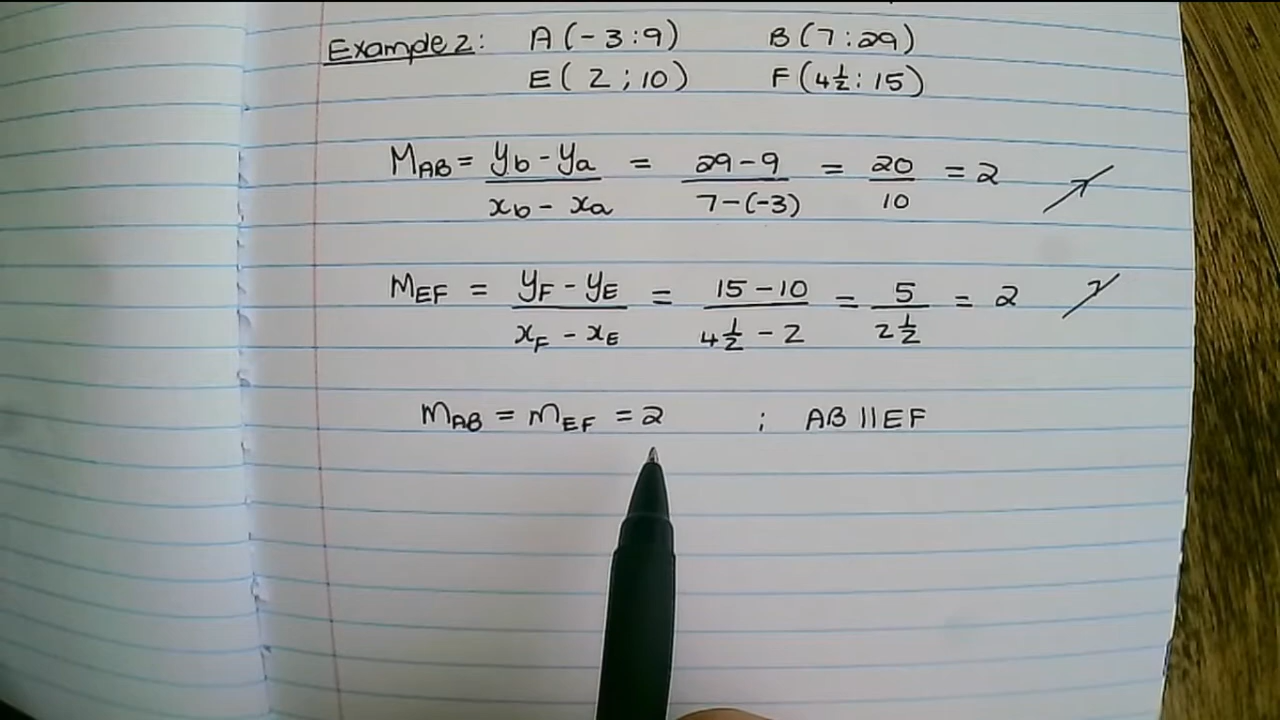 Example 2: A(-3:9) B(7:29)
E(2;10) F(4½:15)
MAB = yb - ya / xb - xa = 29-9 / 7-(-3) = 20/10 = 2
MEF = yF - yE / xF - xE = 15-10 / 4½-2 = 5 / 2½ = 2
mAB = mEF = 2 ; AB||EF